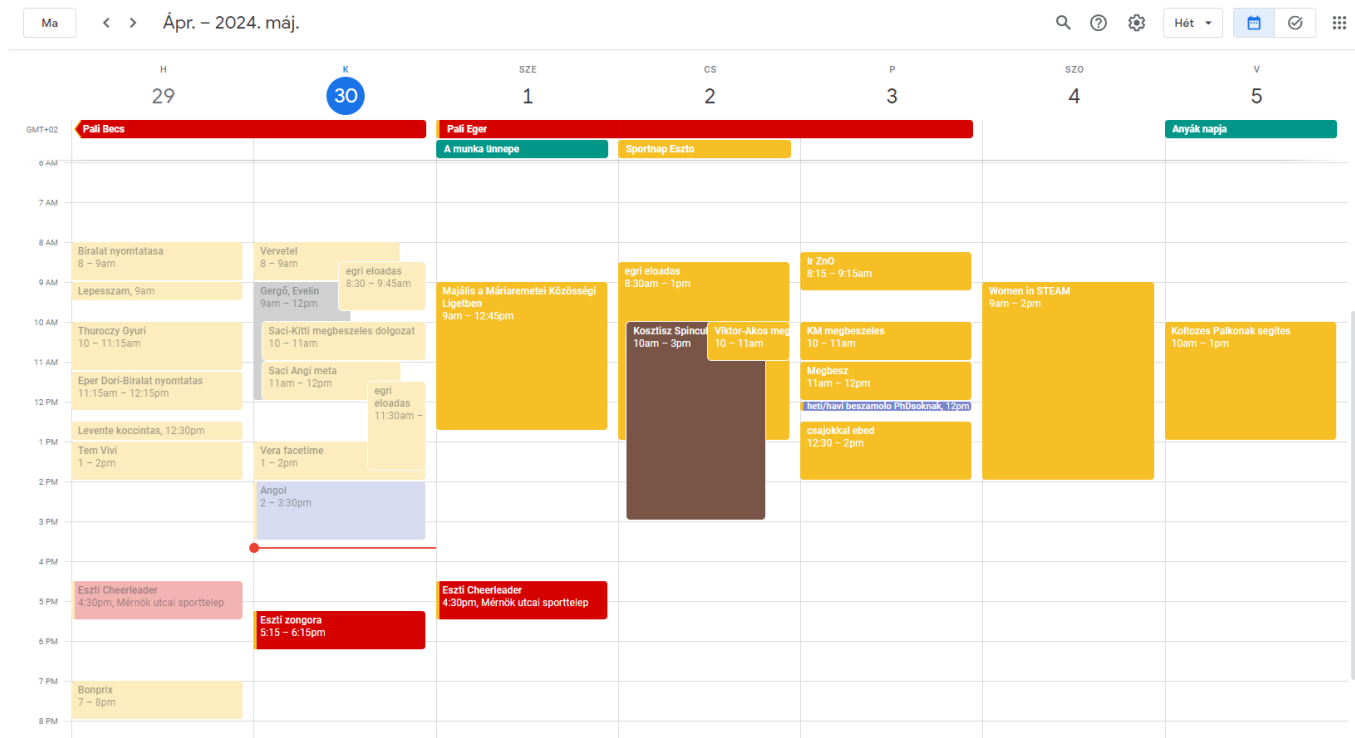 Ma
Ápr. – 2024. máj.
Hét
H
K
SZE
CS
P
SZO
V
29
30
1
2
3
4
5
GMT+02
Pali Becs
Pali Eger
Anyák napja
A munka ünnepe
Sportnap Eszto
6 AM
7 AM
8 AM
9 AM
10 AM
11 AM
12 PM
1 PM
2 PM
3 PM
4 PM
5 PM
6 PM
7 PM
8 PM
Biralat nyomtatasa
8 – 9am
Lepesszam, 9am
Thuroczy Gyuri
10 – 11:15am
Eper Dori-Biralat nyomtatas
11:15am – 12:15pm
Levente koccintas, 12:30pm
Tem Vivi
1 – 2pm
Eszti Cheerleader
4:30pm, Mérnök utcai sporttelep
Bonprix
7 – 8pm
Vervetel
8 – 9am
egri eloadas
8:30 – 9:45am
Gergő, Evelin
9am – 12pm
Saci-Kitti megbeszeles dolgozat
10 – 11am
Saci Angi meta
11am – 12pm
egri
eloadas
11:30am –
Vera facetime
1 – 2pm
Angol
2 – 3:30pm
Eszti zongora
5:15 – 6:15pm
Majális a Máriaremetei Közösségi
Ligetben
9am – 12:45pm
Eszti Cheerleader
4:30pm, Mérnök utcai sporttelep
egri eloadas
8:30am – 1pm
Kosztisz Spincul
10am – 3pm
Viktor-Akos meg
10 – 11am
Ir ZnO
8:15 – 9:15am
KM megbeszeles
10 – 11am
Megbesz
11am – 12pm
heti/havi beszamolo PhDsoknak, 12pm
csajokkal ebed
12:30 – 2pm
Women in STEAM
9am – 2pm
Koltozes Palkonak segites
10am – 1pm